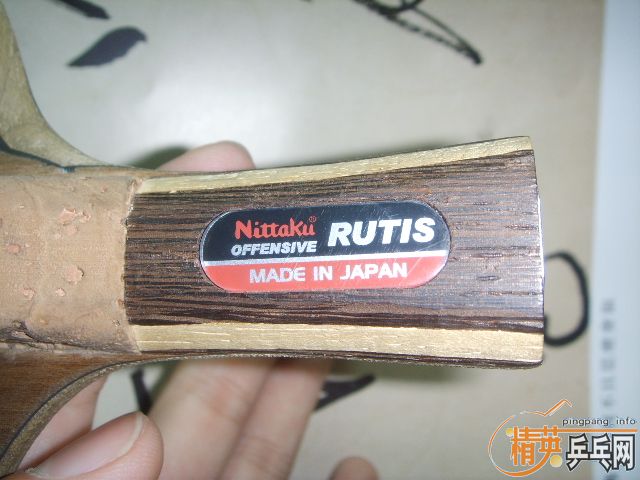 Nittaku® RUTIS
OFFENSIVE
MADE IN JAPAN
pingpang_info
精英乒乓网